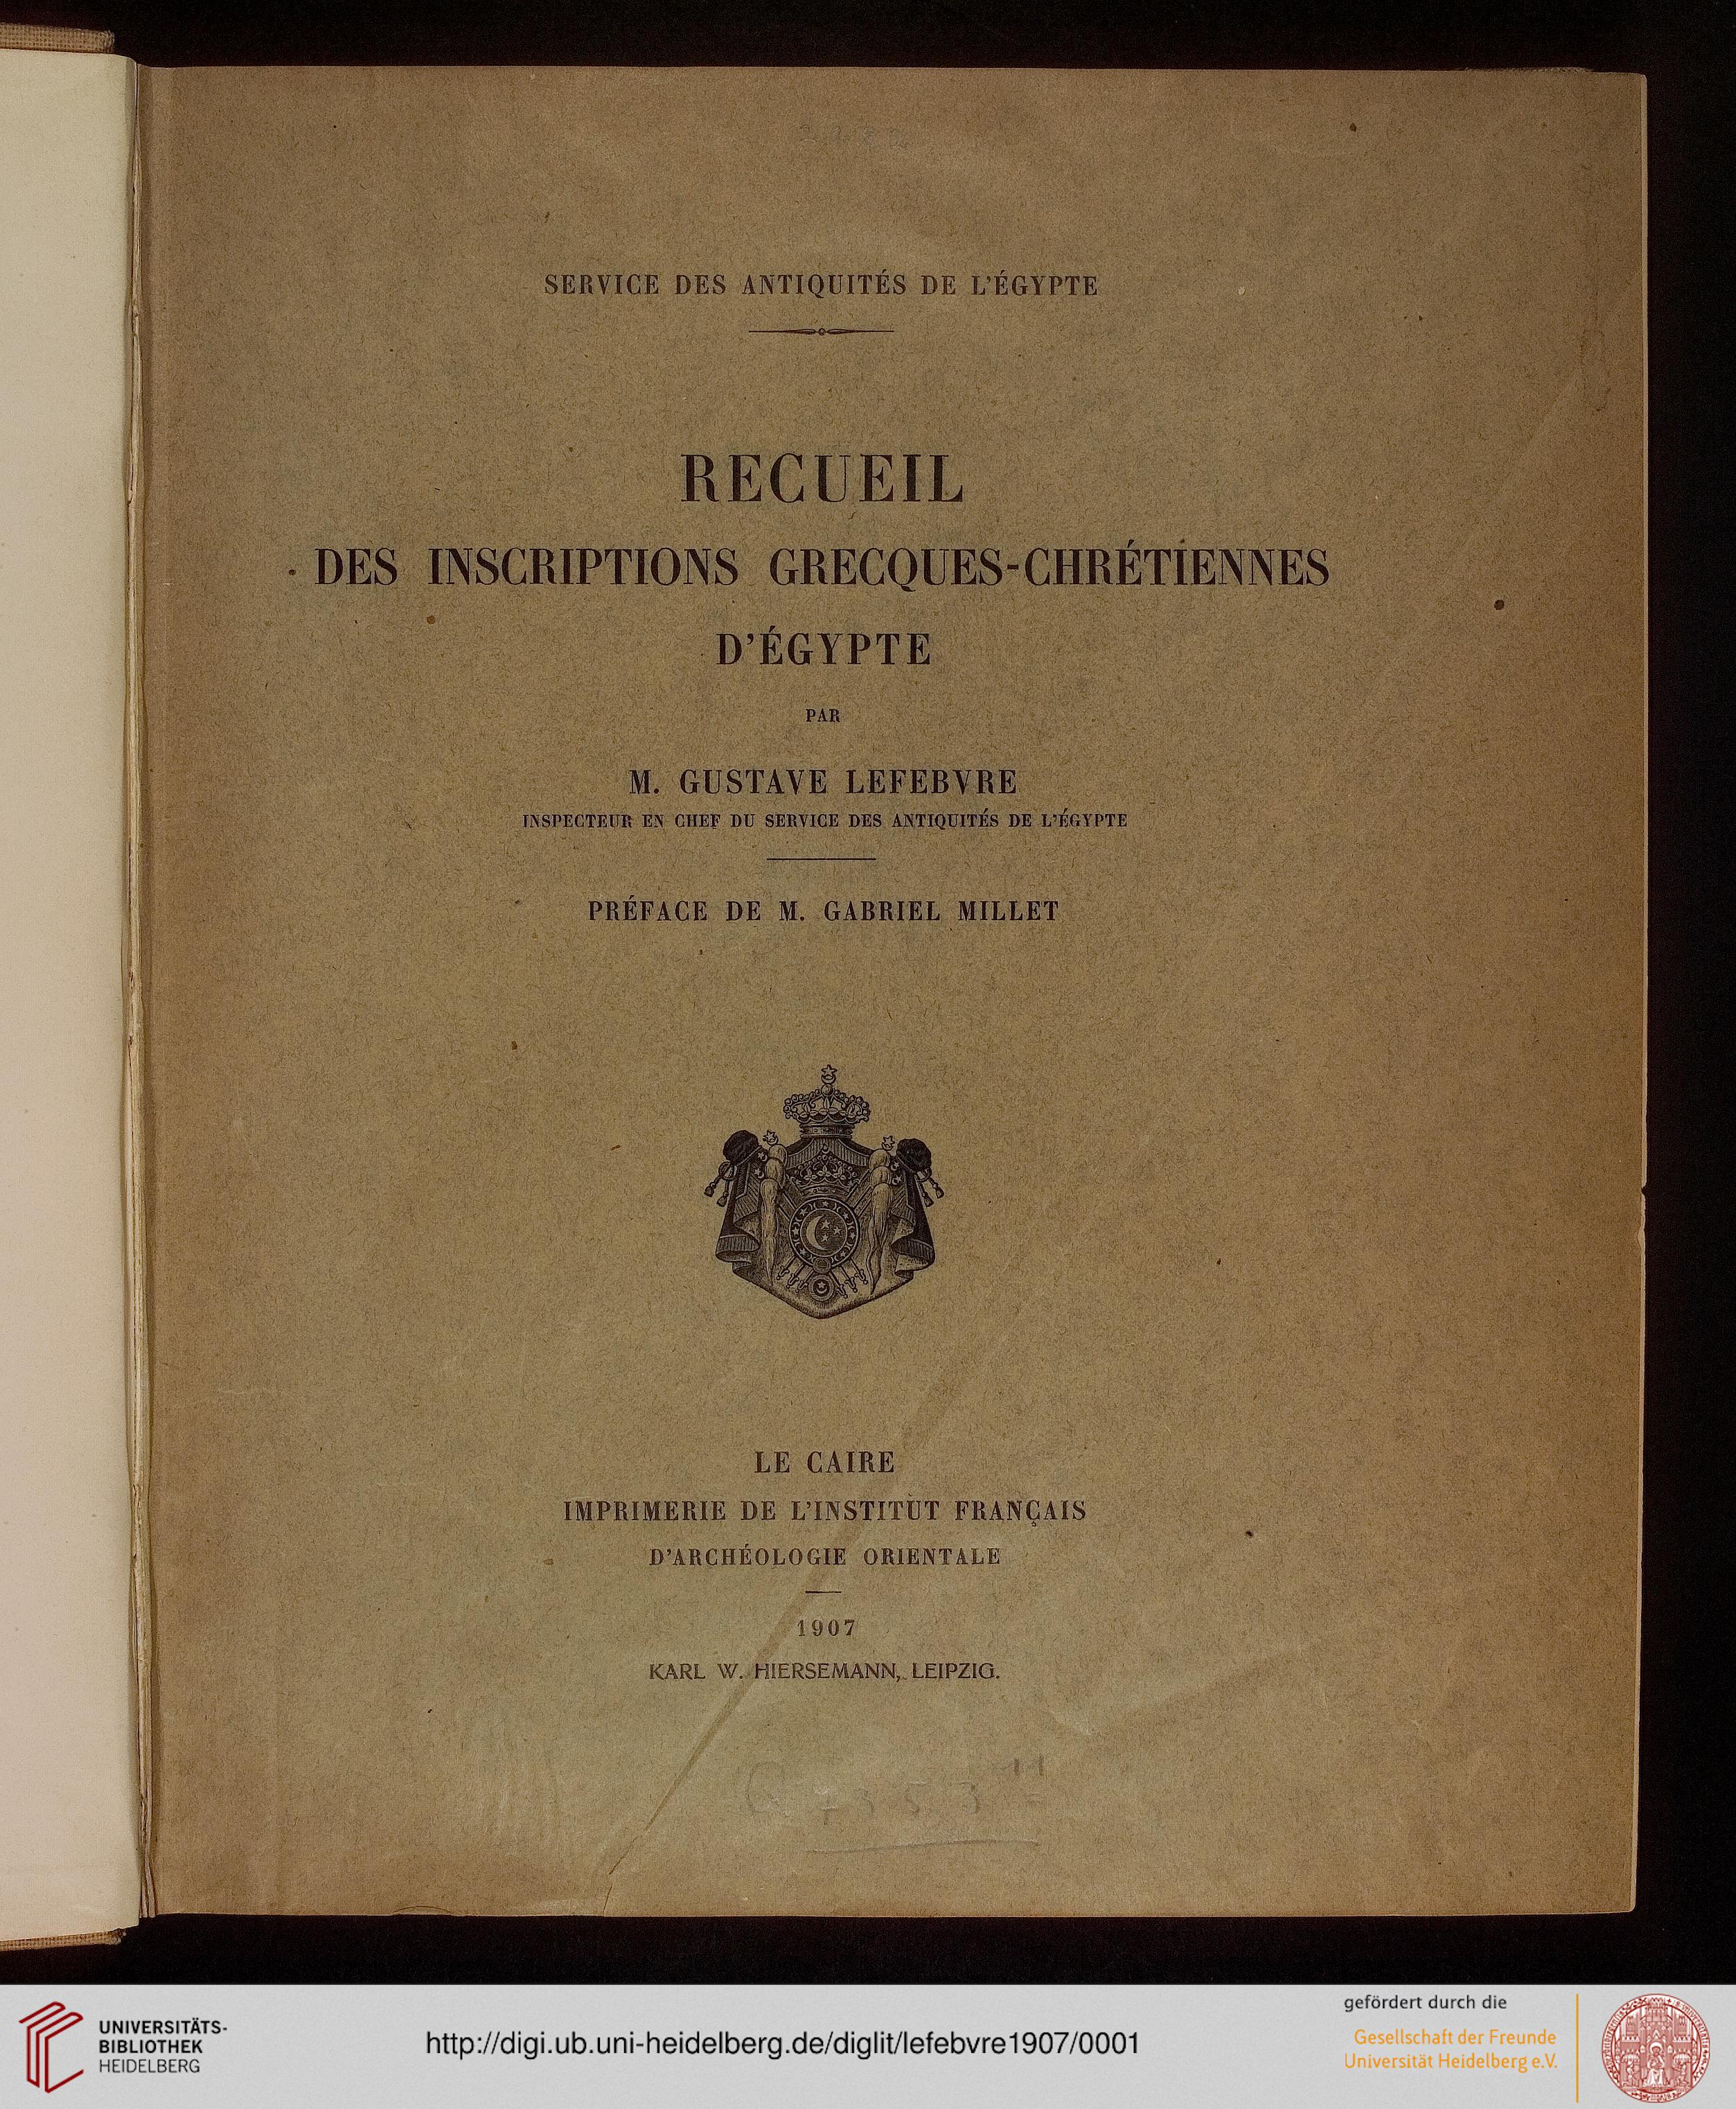 SERVICE DES ANTIQUITÉS DE L'ÉGYPTE
RECUEIL
DES INSCRIPTIONS GRECQUES-CHRÉTIENNES
D'ÉGYPTE
PAR
M. GUSTAVE LEFEBVRE
INSPECTEUR EN CHEF DU SERVICE DES ANTIQUITÉS DE L'ÉGYPTE
PRÉFACE DE M. GABRIEL MILLET
LE CAIRE
IMPRIMERIE DE L'INSTITUT FRANÇAIS
D'ARCHÉOLOGIE ORIENTALE
1907
KARL W. HIERSEMANN, LEIPZIG.
UNIVERSITÄTS-
BIBLIOTHEK
HEIDELBERG
http://digi.ub.uni-heidelberg.de/diglit/lefebvre1907/0001
gefördert durch die
Gesellschaft der Freunde
Universität Heidelberg e.V.